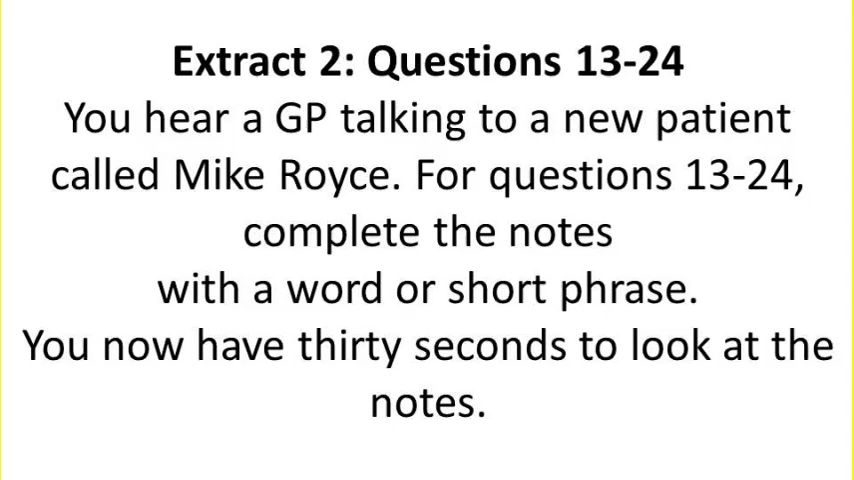 Extract 2: Questions 13-24
You hear a GP talking to a new patient
called Mike Royce. For questions 13-24,
complete the notes
with a word or short phrase.
You now have thirty seconds to look at the
notes.